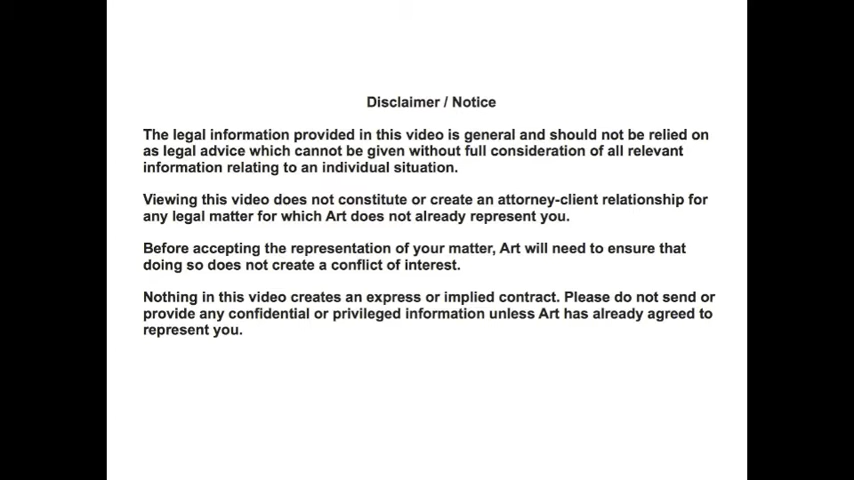 Disclaimer / Notice
The legal information provided in this video is general and should not be relied on
as legal advice which cannot be given without full consideration of all relevant
information relating to an individual situation.
Viewing this video does not constitute or create an attorney-client relationship for
any legal matter for which Art does not already represent you.
Before accepting the representation of your matter, Art will need to ensure that
doing so does not create a conflict of interest.
Nothing in this video creates an express or implied contract. Please do not send or
provide any confidential or privileged information unless Art has already agreed to
represent you.